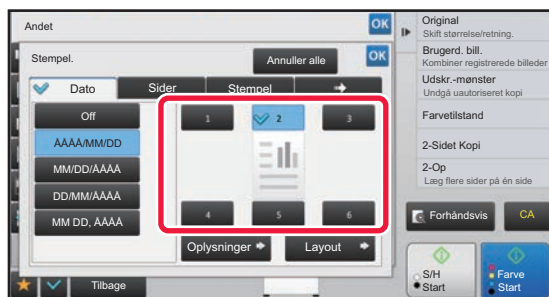 Andet
OK
Stempel.
Annuller alle
OK
Dato
Sider
Stempel
Off
ÅÅÅÅ/MM/DD
MM/DD/ÅÅÅÅ
DD/MM/ÅÅÅÅ
MM DD, ÅÅÅÅ
1
2
3
4
5
6
Oplysninger
Layout
Tilbage
Original
Skift størrelse/retning.
Brugerd. bill.
Kombiner registrerede billeder
Udskr.-mønster
Undgå uautoriseret kopi
Farvetilstand
2-Sidet Kopi
2-Op
Læg flere sider på én side
Forhåndsvis
CA
S/H
Start
Farve
Start